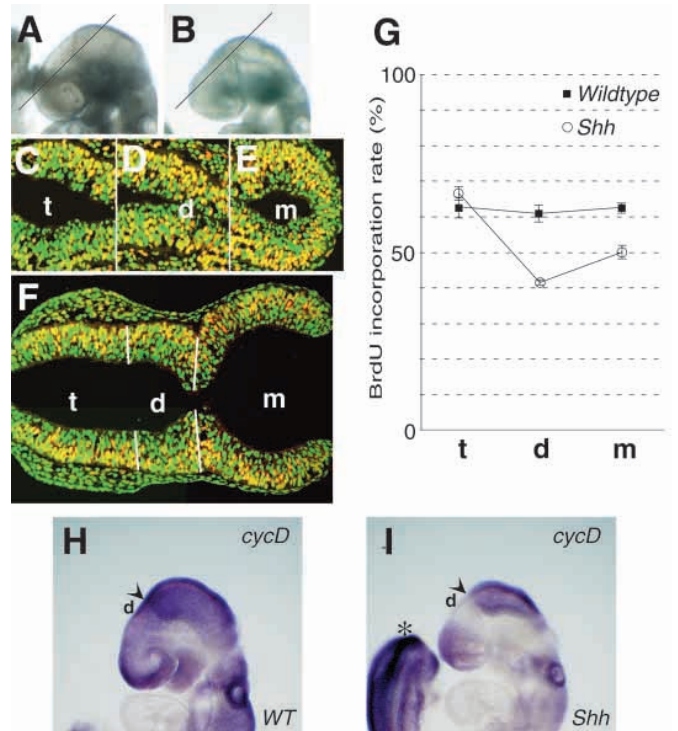 A
B
G
100
BrdU incorporation rate (%)
Wildtype
Shh
50
0
t
d
m
C
D
E
t
d
m
F
t
d
m
H
cycD
d
WT
I
cycD
d
*
Shh